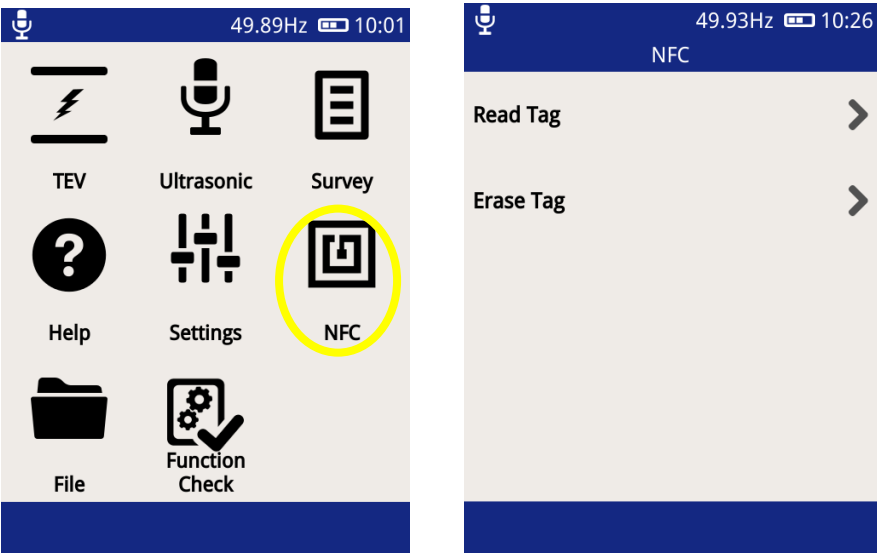 49.89Hz 10:01
TEV Ultrasonic Survey
Help Settings NFC
File Function Check
49.93Hz 10:26
NFC
Read Tag
Erase Tag